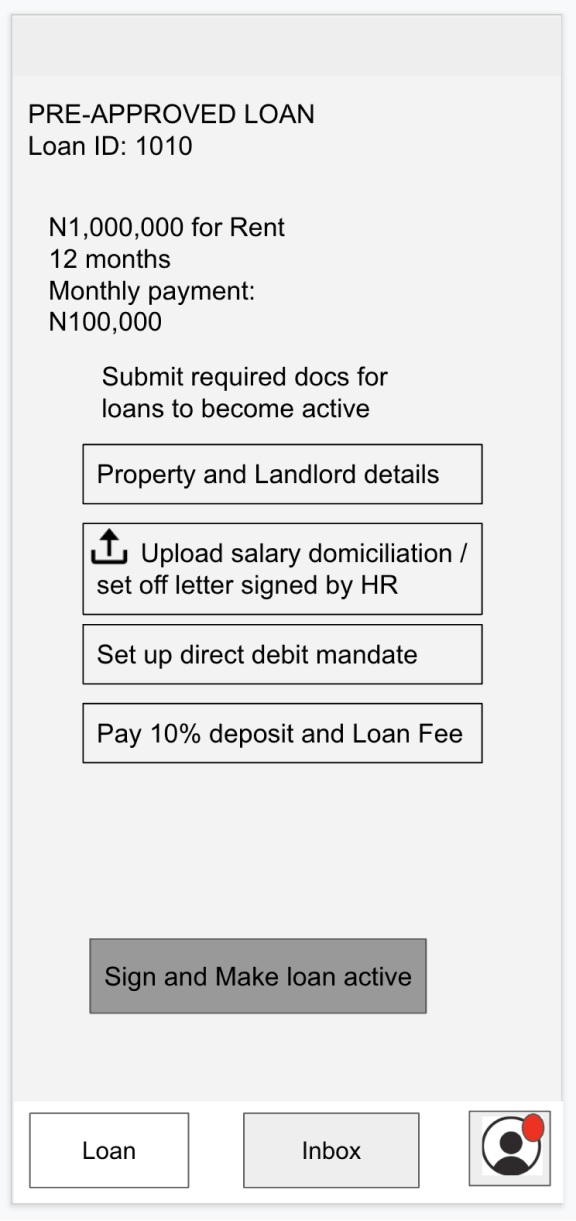 PRE-APPROVED LOAN
Loan ID: 1010
N1,000,000 for Rent
12 months
Monthly payment:
N100,000
Submit required docs for
loans to become active
Property and Landlord details
Upload salary domiciliation /
set off letter signed by HR
Set up direct debit mandate
Pay 10% deposit and Loan Fee
Sign and Make loan active
Loan
Inbox